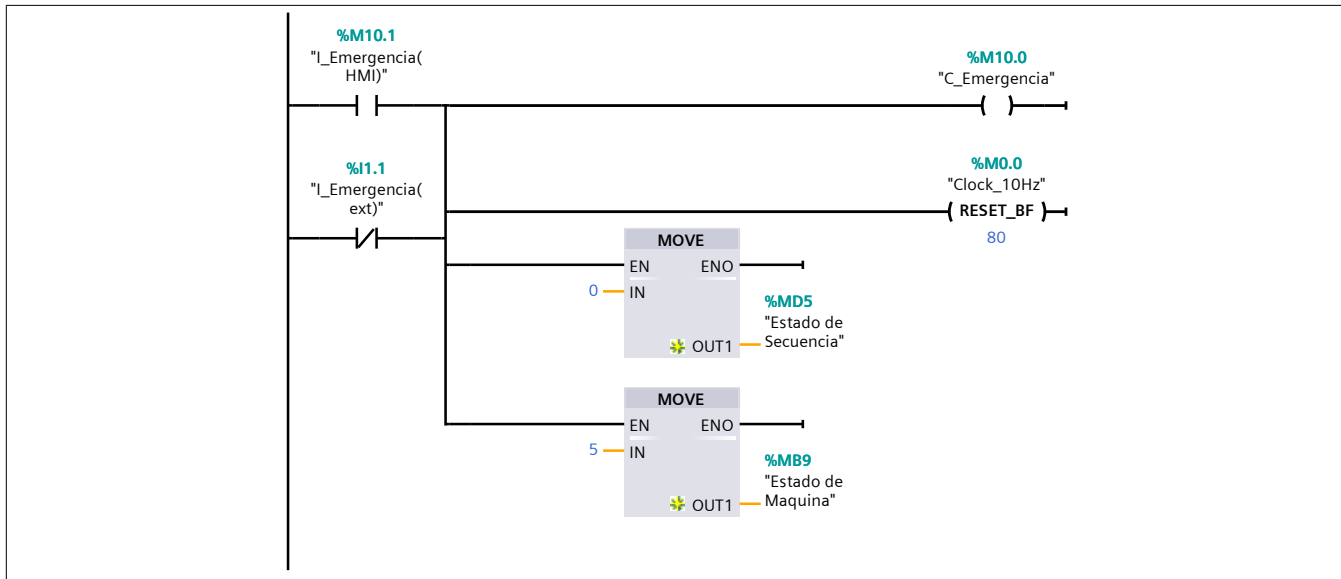 %M10.1
"I_Emergencia(
HMI)"
%M10.0
"C_Emergencia"
%I1.1
"I_Emergencia(
ext)"
%M0.0
"Clock_10Hz"
RESET_BF
80
MOVE
EN ENO
0 IN
%MD5
"Estado de
Secuencia"
OUT1
MOVE
EN ENO
5 IN
%MB9
"Estado de
Maquina"
OUT1